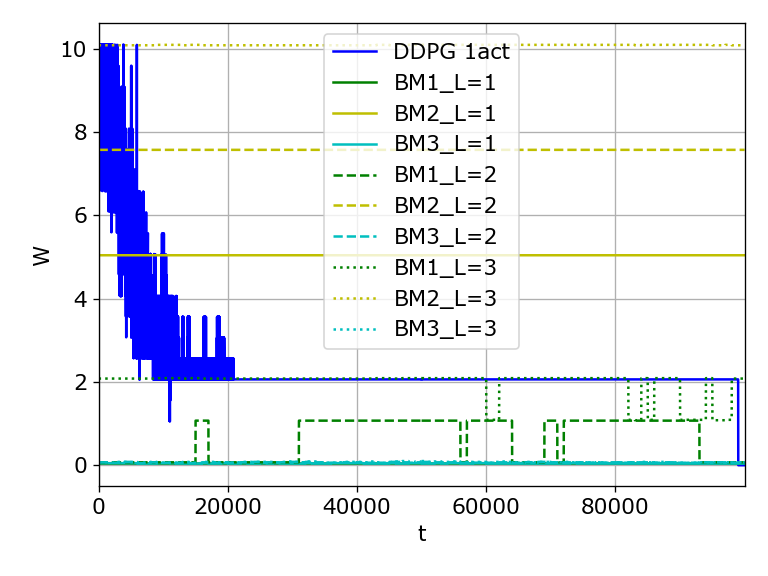 10
8
6
4
2
0
W
DDPG 1act
BM1_L=1
BM2_L=1
BM3_L=1
BM1_L=2
BM2_L=2
BM3_L=2
BM1_L=3
BM2_L=3
BM3_L=3
0 20000 40000 60000 80000
t